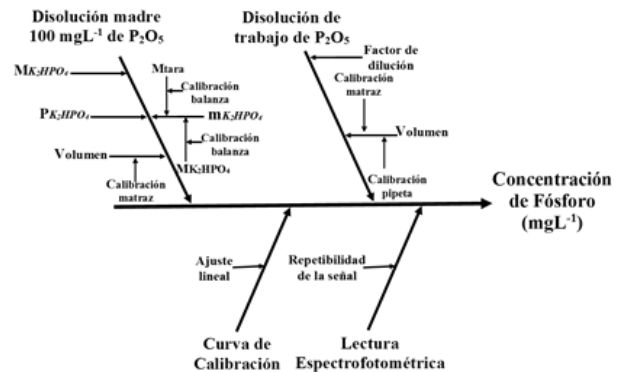 Disolución madre
100 mgL-1 de P2O5
MK2HPO4
PK2HPO4
Volumen
Calibración
matraz
Mtara
Calibración
balanza
mK2HPO4
Calibración
balanza
MK2HPO4
Disolución de
trabajo de P2O5
Factor de
dilución
Calibración
matraz
Volumen
Calibración
pipeta
Concentración
de Fósforo
(mgL-1)
Ajuste
lineal
Curva de
Calibración
Repetibilidad
de la señal
Lectura
Espectrofotométrica